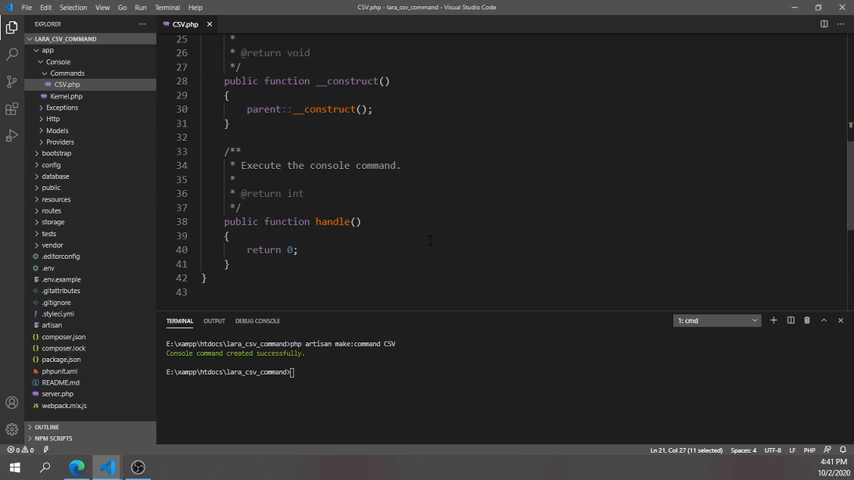 File Edit Selection View Go Run Terminal Help
CSV.php - lara_csv_command - Visual Studio Code
EXPLORER
CSV.php
LARA_CSV_COMMAND
app
Console
Commands
CSV.php
Kernel.php
Exceptions
Http
Models
Providers
bootstrap
config
database
public
resources
routes
storage
tests
vendor
.editorconfig
.env
.env.example
.gitattributes
.gitignore
.styleci.yml
artisan
composer.json
composer.lock
package.json
phpunit.xml
README.md
server.php
webpack.mix.js
OUTLINE
NPM SCRIPTS
25 *
26 * @return void
27 */
28 public function __construct()
29 {
30 parent::__construct();
31 }
32
33 /**
34 * Execute the console command.
35 *
36 * @return int
37 */
38 public function handle()
39 {
40 return 0;
41 }
42 }
43
TERMINAL OUTPUT DEBUG CONSOLE
1: cmd
E:\xampp\htdocs\lara_csv_command>php artisan make:command CSV
Console command created successfully.
E:\xampp\htdocs\lara_csv_command>
0 0
Ln 21, Col 27 (11 selected) Spaces: 4 UTF-8 LF PHP
4:41 PM
10/2/2020